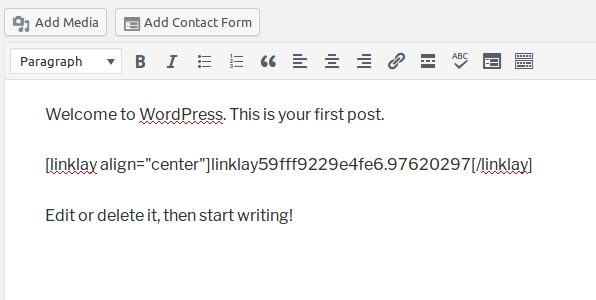 Add Media Add Contact Form
Paragraph B I ABC
Welcome to WordPress. This is your first post.
[linklay align="center"]linklay59fff9229e4fe6.97620297[/linklay]
Edit or delete it, then start writing!